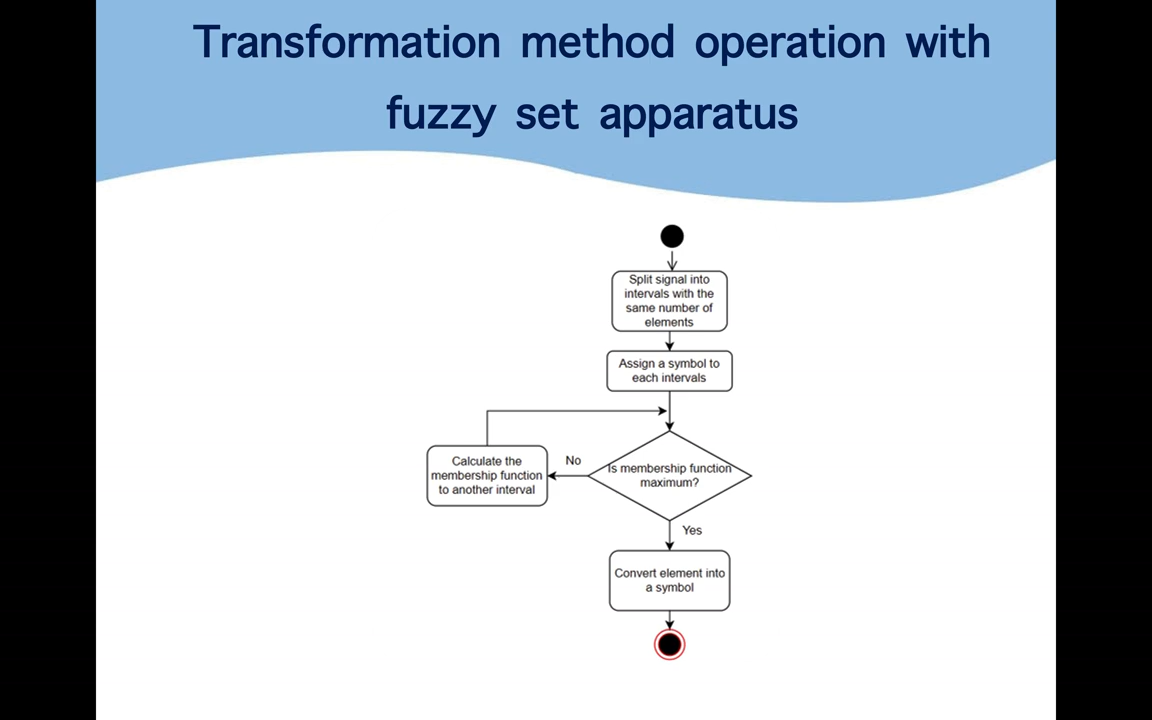 Transformation method operation with
fuzzy set apparatus
Split signal into
intervals with the
same number of
elements
Assign a symbol to
each intervals
Is membership function
maximum?
No
Calculate the
membership function
to another interval
Yes
Convert element into
a symbol